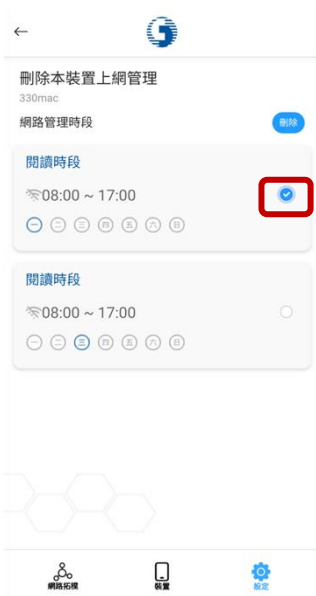 刪除本裝置上網管理
330mac
網路管理時段
刪除
閱讀時段
08:00 ~ 17:00
一 二 三 四 五 六 日
閱讀時段
08:00 ~ 17:00
一 二 三 四 五 六 日
網路拓樸 裝置 設定